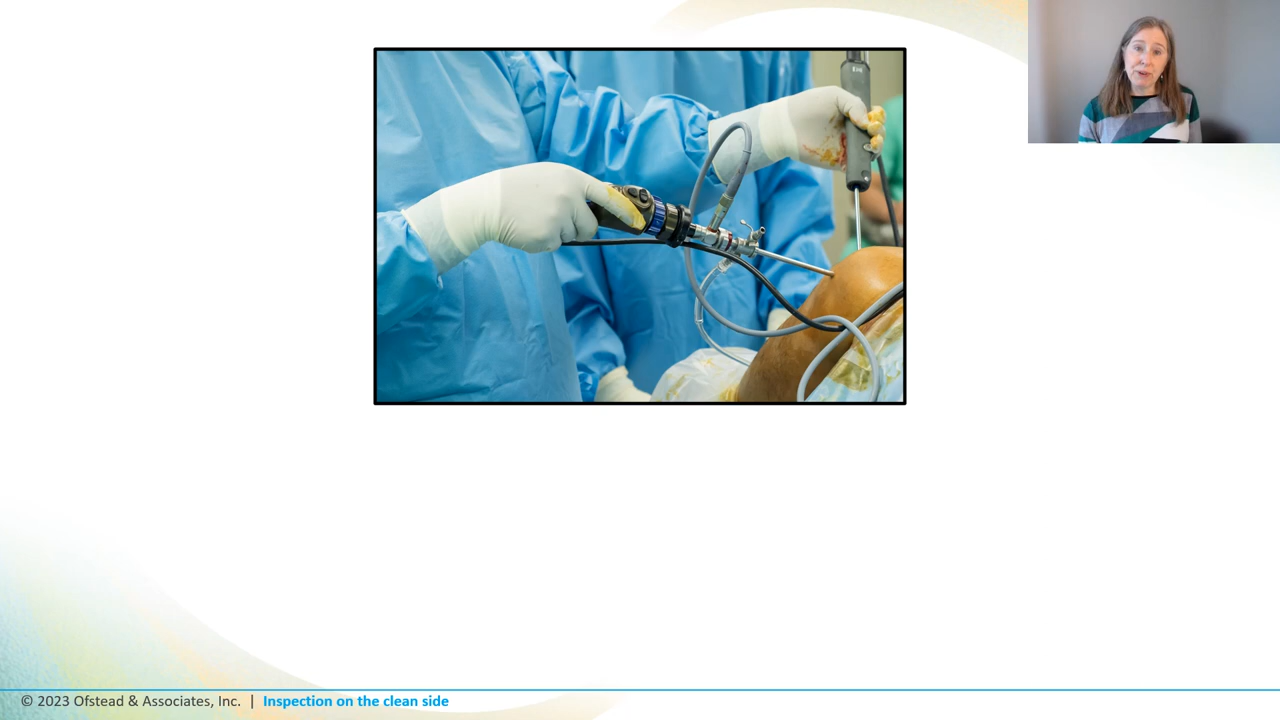 © 2023 Ofstead & Associates, Inc. | Inspection on the clean side